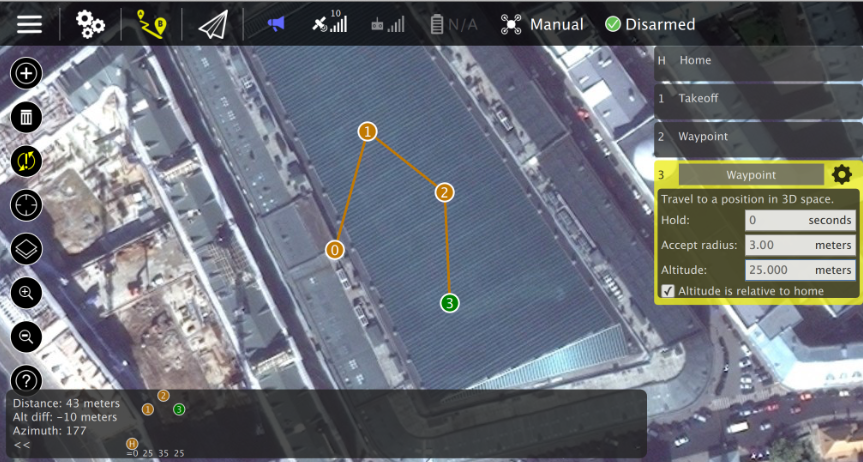 10
N/A
Manual
Disarmed
B
H Home
1 Takeoff
2 Waypoint
3 Waypoint
Travel to a position in 3D space.
Hold: 0 seconds
Accept radius: 3.00 meters
Altitude: 25.000 meters
Altitude is relative to home
1
2
0
3
?
Distance: 43 meters
Alt diff: -10 meters
Azimuth: 177
<<
2
1 3
H
=0 25 35 25